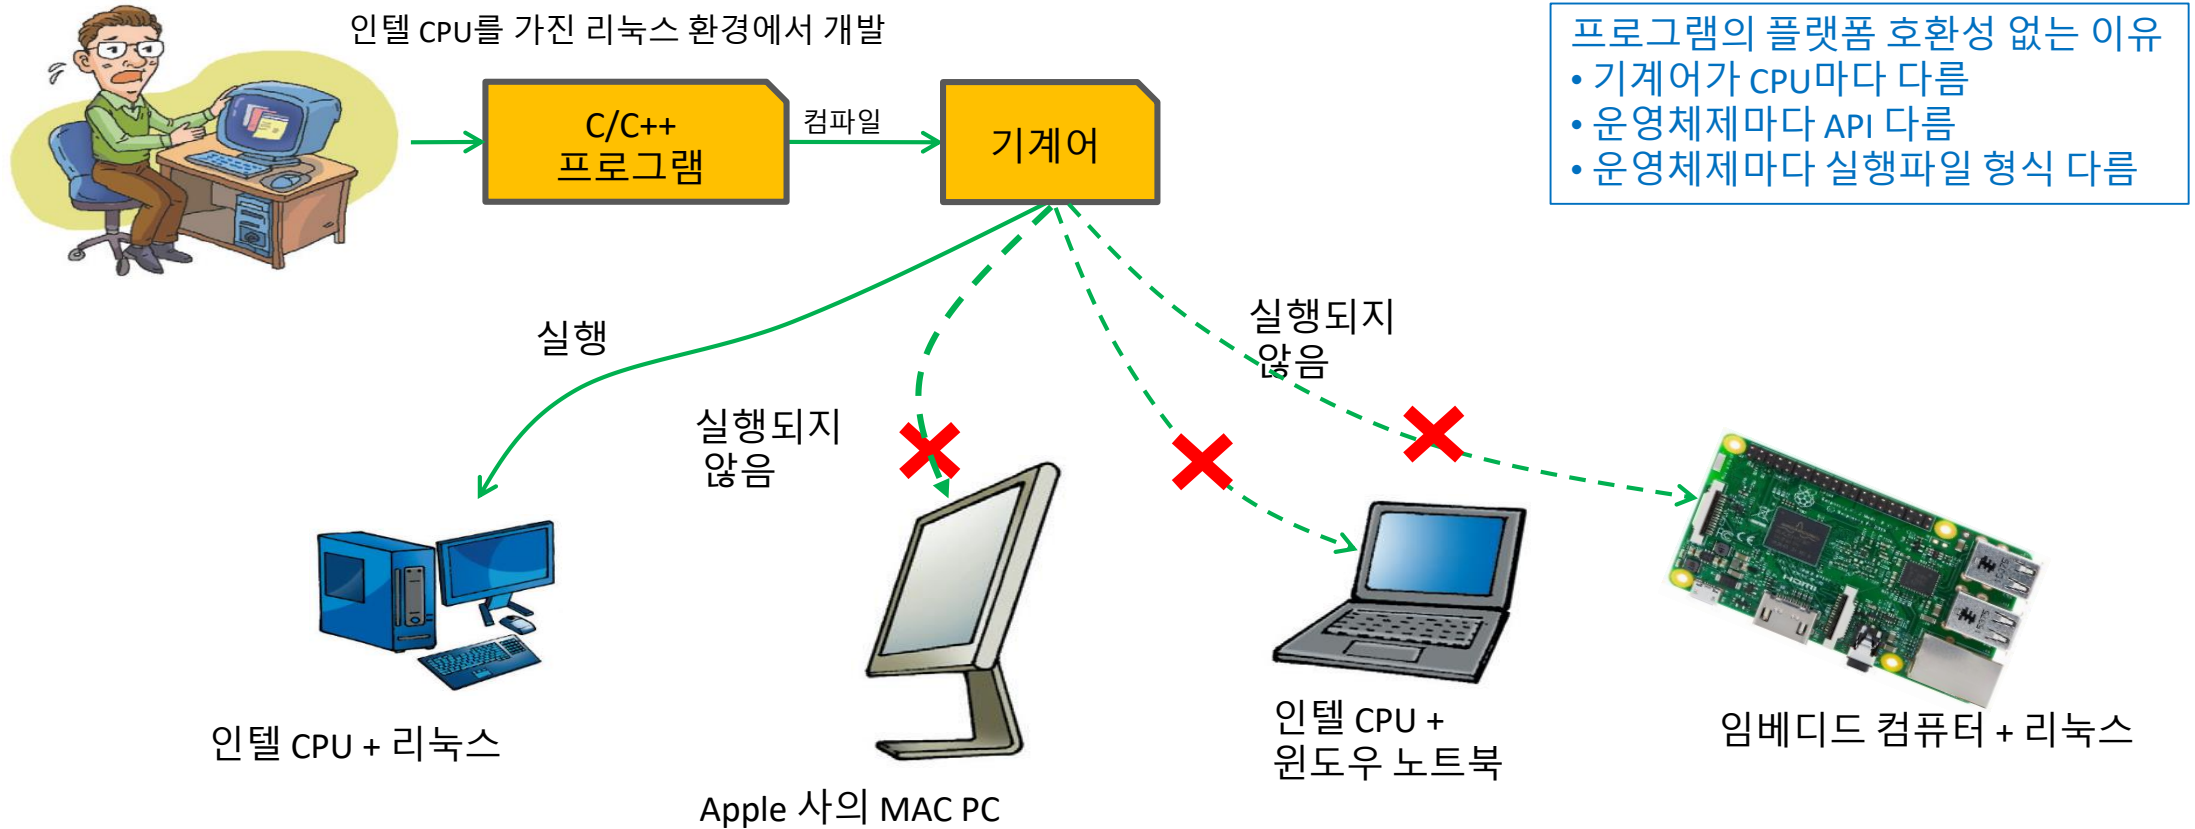 인텔 CPU를 가진 리눅스 환경에서 개발
프로그램의 플랫폼 호환성 없는 이유
• 기계어가 CPU마다 다름
• 운영체제마다 API 다름
• 운영체제마다 실행파일 형식 다름
C/C++
프로그램
컴파일
기계어
실행
실행되지
않음
실행되지
않음
인텔 CPU + 리눅스
Apple 사의 MAC PC
인텔 CPU +
윈도우 노트북
임베디드 컴퓨터 + 리눅스